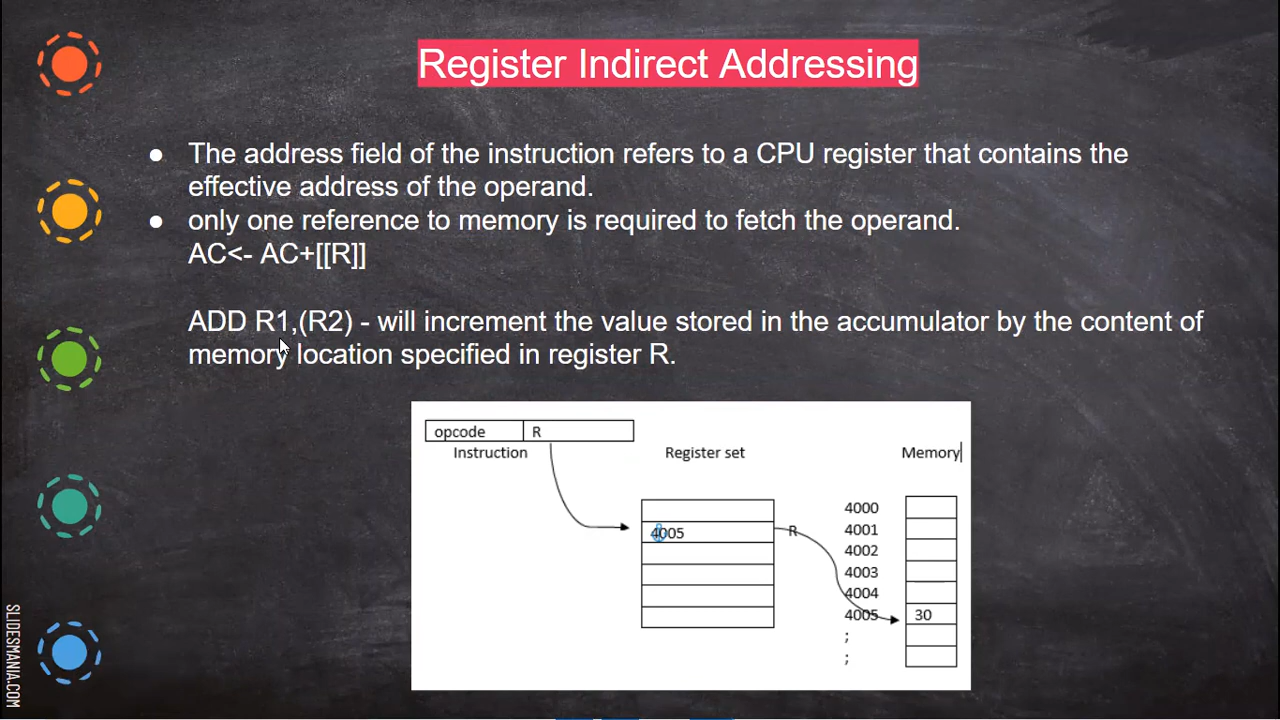 Register Indirect Addressing
● The address field of the instruction refers to a CPU register that contains the
effective address of the operand.
● only one reference to memory is required to fetch the operand.
AC<- AC+[[R]]
ADD R1,(R2) - will increment the value stored in the accumulator by the content of
memory location specified in register R.
opcode R
Instruction Register set Memory
4000
4005 R 4001
4002
4003
4004
4005 30
;
;
SLIDESMANIA.COM